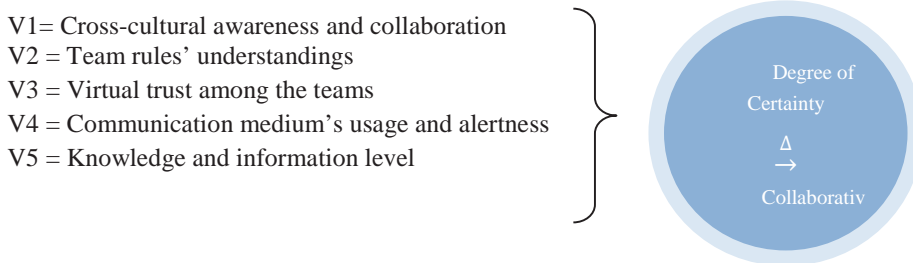 V1= Cross-cultural awareness and collaboration
V2 = Team rules’ understandings
V3 = Virtual trust among the teams
V4 = Communication medium’s usage and alertness
V5 = Knowledge and information level
Degree of
Certainty
Δ
→
Collaborativ